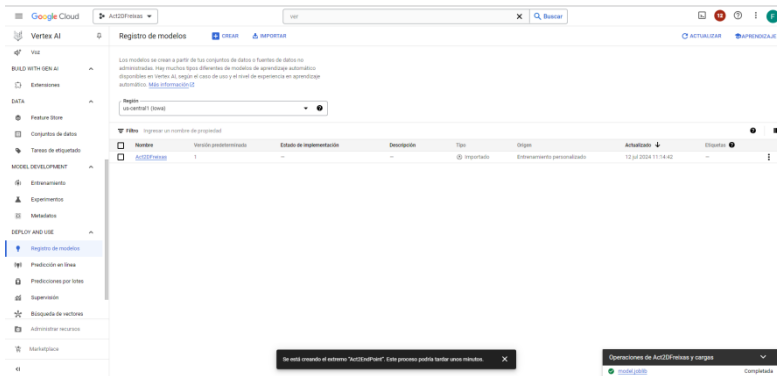 Google Cloud
Act2DFreixas
ver
Buscar
10
F
Vertex AI
Registro de modelos
CREAR
IMPORTAR
ACTUALIZAR
APRENDIZAJE
Voz
BUILD WITH GEN AI
Extensiones
DATA
Feature Store
Conjuntos de datos
Tareas de etiquetado
MODEL DEVELOPMENT
Entrenamiento
Experimentos
Metadatos
DEPLOY AND USE
Registro de modelos
Predicción en línea
Predicciones por lotes
Supervisión
Búsqueda de vectores
Administrar recursos
Marketplace
Los modelos se crean a partir de tus conjuntos de datos o fuentes de datos no
administradas. Hay muchos tipos diferentes de modelos de aprendizaje automático
disponibles en Vertex AI, según el caso de uso y el nivel de experiencia en aprendizaje
automático. Más información
Región
us-central1 (Iowa)
Filtro Ingresar un nombre de propiedad
Nombre Versión predeterminada Estado de implementación Descripción Tipo Origen Actualizado Etiquetas
Act2DFreixas 1 — — Importado Entrenamiento personalizado 12 jul 2024 11:14:42 —
Se está creando el extremo "Act2EndPoint". Este proceso podría tardar unos minutos.
Operaciones de Act2DFreixas y cargas
model.joblib Completada